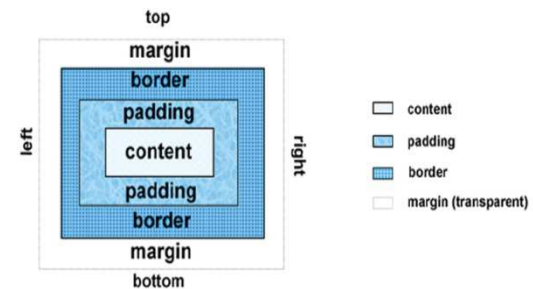 top
margin
border
padding
left
content
right
padding
border
margin
bottom
content
padding
border
margin (transparent)